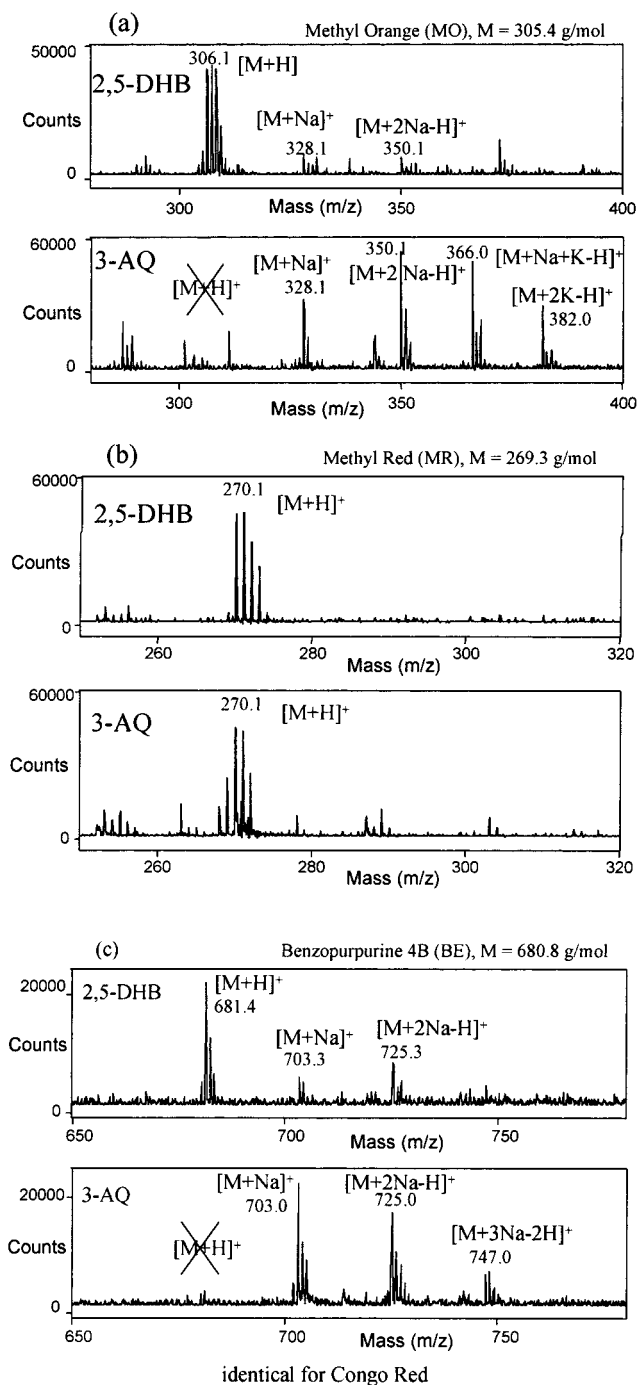 (a)
Methyl Orange (MO), M = 305.4 g/mol
50000
2,5-DHB
306.1 [M+H]
[M+Na]⁺
328.1
[M+2Na-H]⁺
350.1
Counts
0
300 350 400
Mass (m/z)
60000
3-AQ
[M+H]⁺
[M+Na]⁺
328.1
350.1
[M+2 Na-H]⁺
366.0
[M+Na+K-H]⁺
[M+2K-H]⁺
382.0
Counts
0
300 350 400
Mass (m/z)
(b)
Methyl Red (MR), M = 269.3 g/mol
60000
2,5-DHB
270.1
[M+H]⁺
Counts
0
260 280 300 320
Mass (m/z)
60000
3-AQ
270.1
[M+H]⁺
Counts
0
260 280 300 320
Mass (m/z)
(c)
Benzopurpurine 4B (BE), M = 680.8 g/mol
20000
2,5-DHB
[M+H]⁺
681.4
[M+Na]⁺
703.3
[M+2Na-H]⁺
725.3
Counts
0
650 700 750
Mass (m/z)
20000
3-AQ
[M+H]⁺
[M+Na]⁺
703.0
[M+2Na-H]⁺
725.0
[M+3Na-2H]⁺
747.0
Counts
0
650 700 750
Mass (m/z)
identical for Congo Red